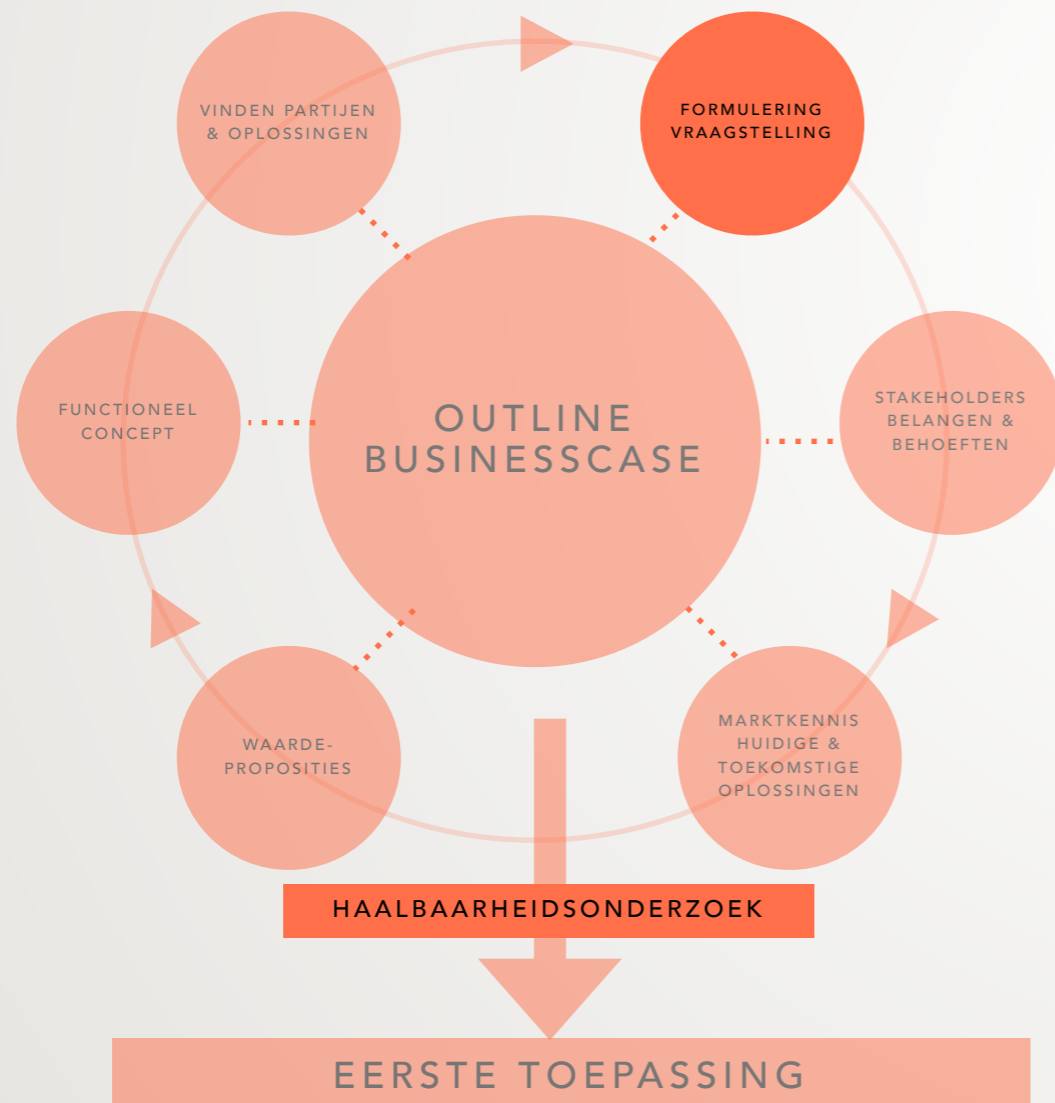 VINDEN PARTIJEN
& OPLOSSINGEN
FORMULERING
VRAAGSTELLING
FUNCTIONEEL
CONCEPT
OUTLINE
BUSINESSCASE
STAKEHOLDERS
BELANGEN &
BEHOEFTEN
WAARDE-
PROPOSITIES
MARKTKENNIS
HUIDIGE &
TOEKOMSTIGE
OPLOSSINGEN
HAALBAARHEIDSONDERZOEK
EERSTE TOEPASSING